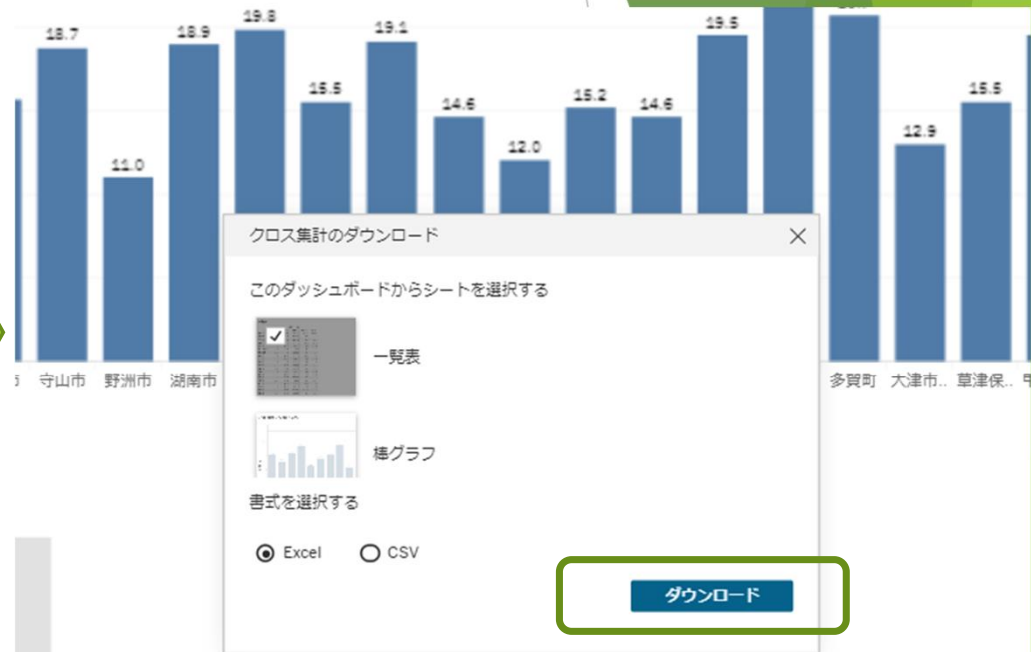 19.8
19.5
18.7
18.9
19.1
15.5
15.5
14.6
15.2
14.6
12.9
12.0
11.0
クロス集計のダウンロード
このダッシュボードからシートを選択する
一覧表
守山市 野洲市 湖南市
多賀町 大津市.. 草津保..
棒グラフ
書式を選択する
Excel CSV
ダウンロード